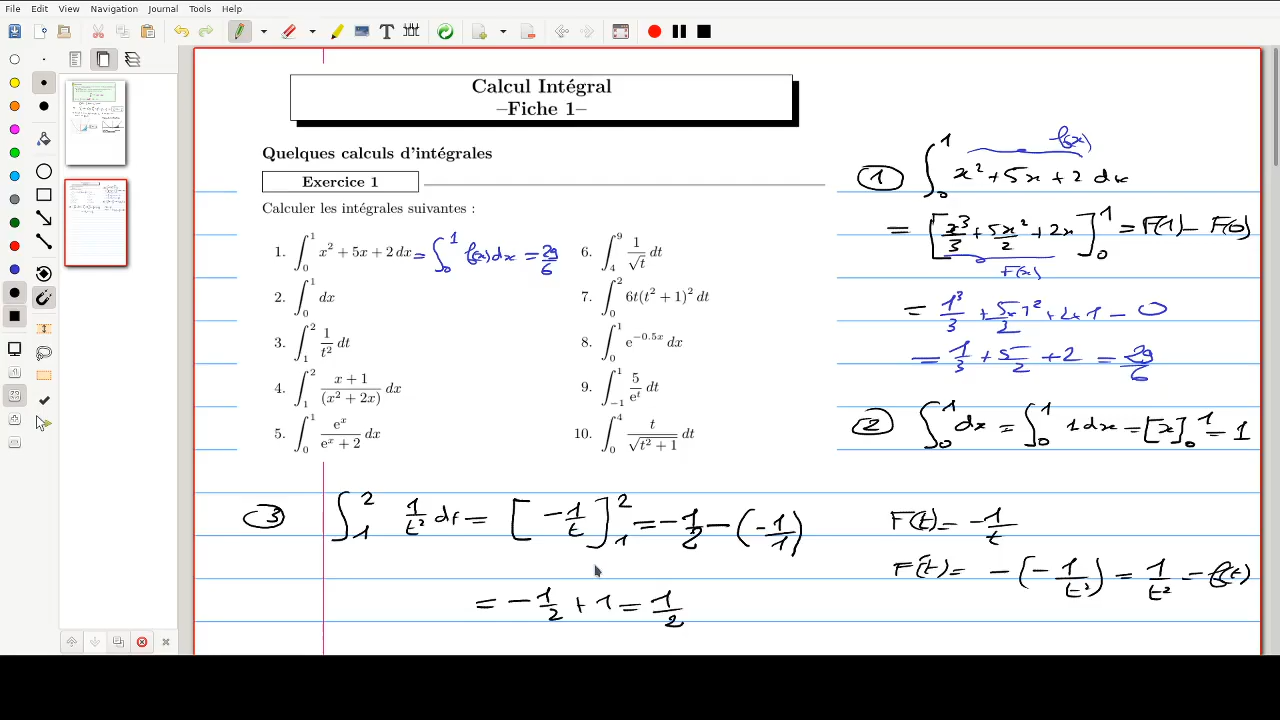 File Edit View Navigation Journal Tools Help
Calcul Intégral
–Fiche 1–
Quelques calculs d'intégrales
Exercice 1
Calculer les intégrales suivantes :
1. ∫₀¹ x² + 5x + 2 dx = ∫₀¹ f(x) dx = 29/6
2. ∫₀¹ dx
3. ∫₁² 1/t² dt
4. ∫₁² (x + 1)/(x² + 2x) dx
5. ∫₀¹ eˣ/(eˣ + 2) dx
6. ∫₄⁹ 1/√t dt
7. ∫₀² 6t(t² + 1)² dt
8. ∫₀¹ e^(−0.5x) dx
9. ∫₋₁¹ 5/eᵗ dt
10. ∫₀⁴ t/√(t² + 1) dt
f(x)
① ∫₀¹ x² + 5x + 2 dx
= [x³/3 + 5x²/2 + 2x]₀¹ = F(1) − F(0)
F(x)
= 1³/3 + 5×1²/2 + 2×1 − 0
= 1/3 + 5/2 + 2 = 29/6
② ∫₀¹ dx = ∫₀¹ 1 dx = [x]₀¹ = 1
③ ∫₁² 1/t² dt = [−1/t]₁² = −1/2 − (−1/1)
= −1/2 + 1 = 1/2
F(t) = −1/t
F'(t) = −(−1/t²) = 1/t² = f(t)